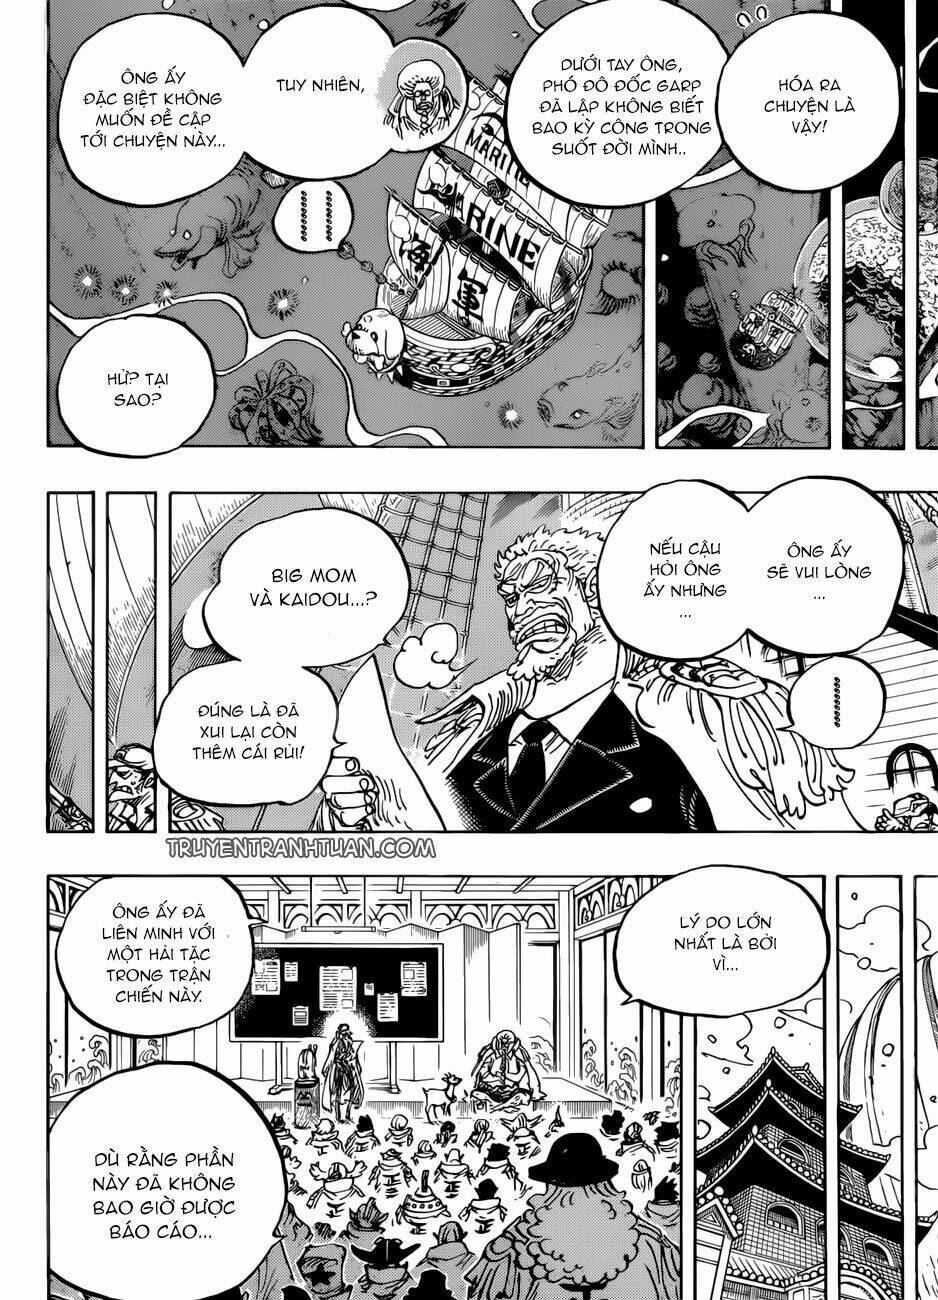 HÓA RA
CHUYỆN LÀ
VẬY!
DƯỚI TAY ÔNG,
PHÓ ĐÔ ĐỐC GARP
ĐÃ LẬP KHÔNG BIẾT
BAO KỲ CÔNG TRONG
SUỐT ĐỜI MÌNH..
TUY NHIÊN,
ÔNG ẤY
ĐẶC BIỆT KHÔNG
MUỐN ĐỀ CẬP
TỚI CHUYỆN NÀY...
MARINE
MARINE
海
軍
HỬ? TẠI
SAO?
ÔNG ẤY
SẼ VUI LÒNG
...
NẾU CẬU
HỎI ÔNG
ẤY NHƯNG
...
BIG MOM
VÀ KAIDOU...?
ĐÚNG LÀ ĐÃ
XUI LẠI CÒN
THÊM CÁI RỦI!
TRUYENTRANHTUAN.COM
LÝ DO LỚN
NHẤT LÀ BỞI
VÌ...
ÔNG ẤY ĐÃ
LIÊN MINH VỚI
MỘT HẢI TẶC
TRONG TRẬN
CHIẾN NÀY.
DÙ RẰNG PHẦN
NÀY ĐÃ KHÔNG
BAO GIỜ ĐƯỢC
BÁO CÁO...